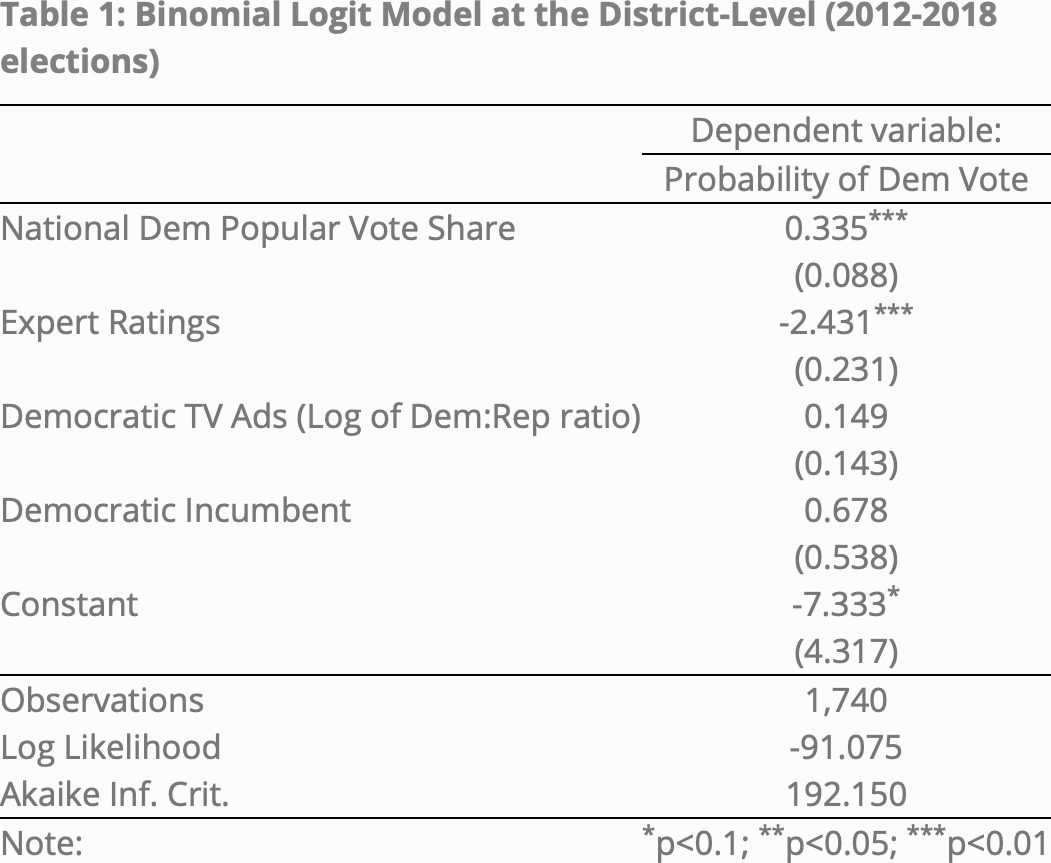 Table 1: Binomial Logit Model at the District-Level (2012-2018
elections)
Dependent variable:
Probability of Dem Vote
National Dem Popular Vote Share 0.335***
(0.088)
Expert Ratings -2.431***
(0.231)
Democratic TV Ads (Log of Dem:Rep ratio) 0.149
(0.143)
Democratic Incumbent 0.678
(0.538)
Constant -7.333*
(4.317)
Observations 1,740
Log Likelihood -91.075
Akaike Inf. Crit. 192.150
Note: *p<0.1; **p<0.05; ***p<0.01